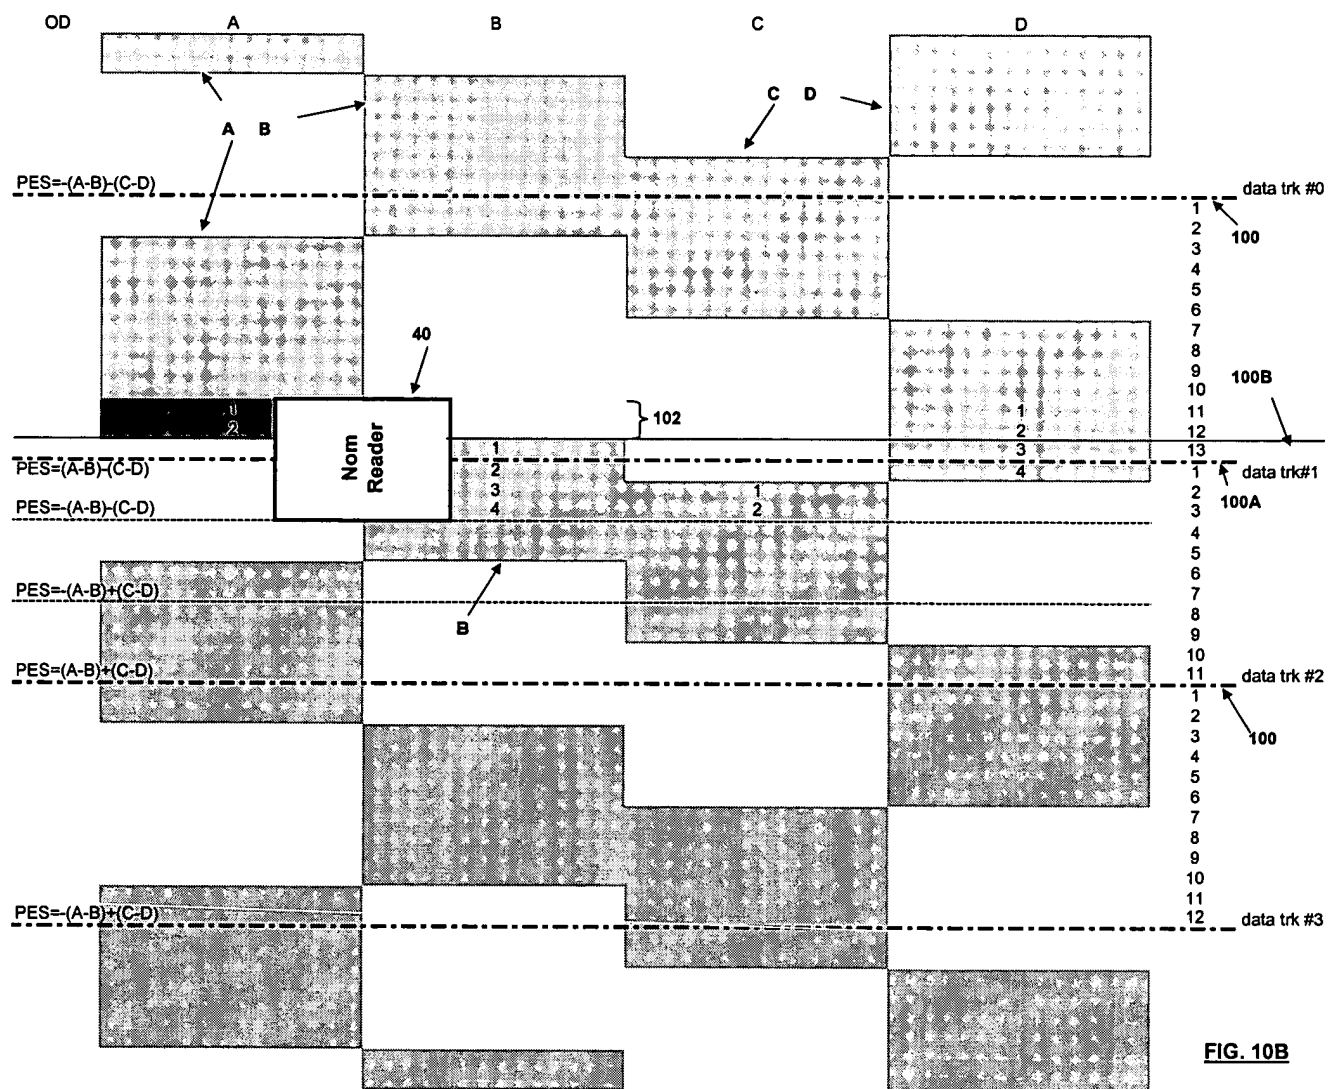 OD A B C D
A B
C D
PES=-(A-B)-(C-D)
data trk #0
1
2
3
4
5
6
7
8
9
10
11
12
13
100
40
100B
102
Nom
Reader
1
2
1
2
3
4
1
2
3
4
1
2
PES=(A-B)-(C-D)
data trk#1
100A
PES=-(A-B)-(C-D)
1
2
3
4
5
6
7
8
9
10
11
PES=-(A-B)+(C-D)
B
PES=(A-B)+(C-D)
data trk #2
100
1
2
3
4
5
6
7
8
9
10
11
12
PES=-(A-B)+(C-D)
data trk #3
FIG. 10B